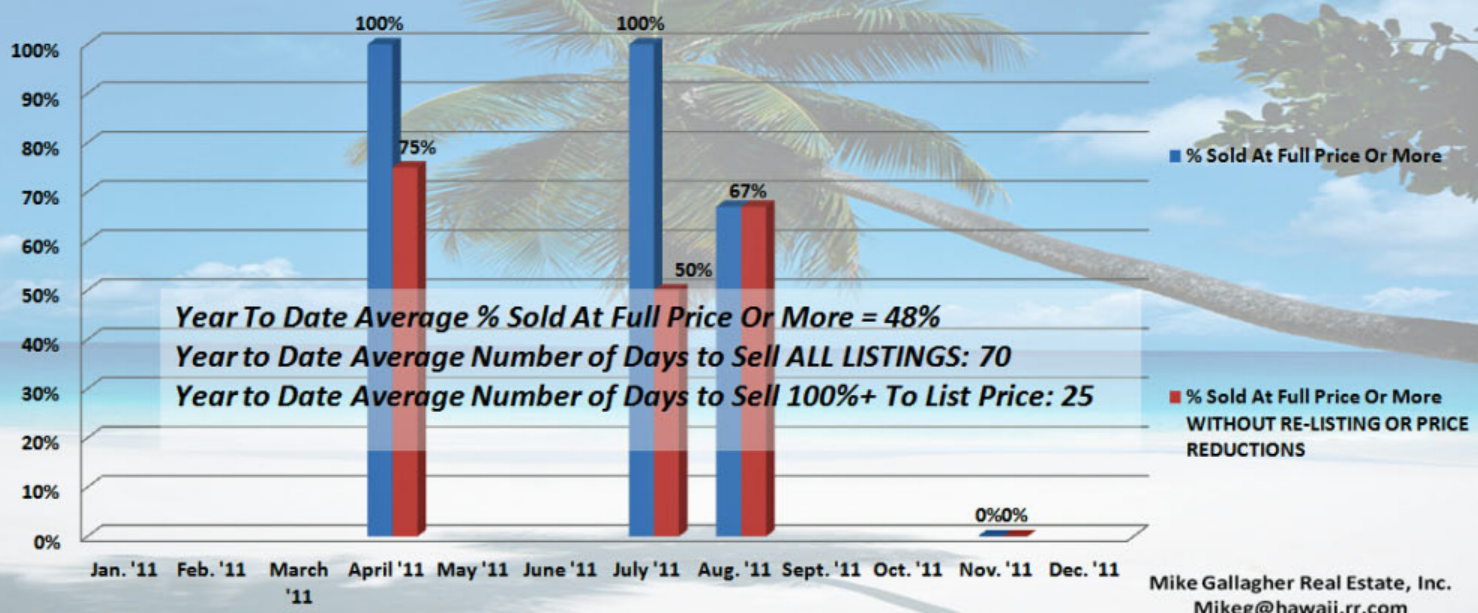 100%
100%
100%
90%
80%
75%
70%
67%
60%
50%
50%
Year To Date Average % Sold At Full Price Or More = 48%
40%
Year to Date Average Number of Days to Sell ALL LISTINGS: 70
30%
Year to Date Average Number of Days to Sell 100%+ To List Price: 25
20%
10%
0%0%
0%
Jan. '11 Feb. '11 March '11 April '11 May '11 June '11 July '11 Aug. '11 Sept. '11 Oct. '11 Nov. '11 Dec. '11
% Sold At Full Price Or More
% Sold At Full Price Or More
WITHOUT RE-LISTING OR PRICE
REDUCTIONS
Mike Gallagher Real Estate, Inc.
Mikeg@hawaii.rr.com